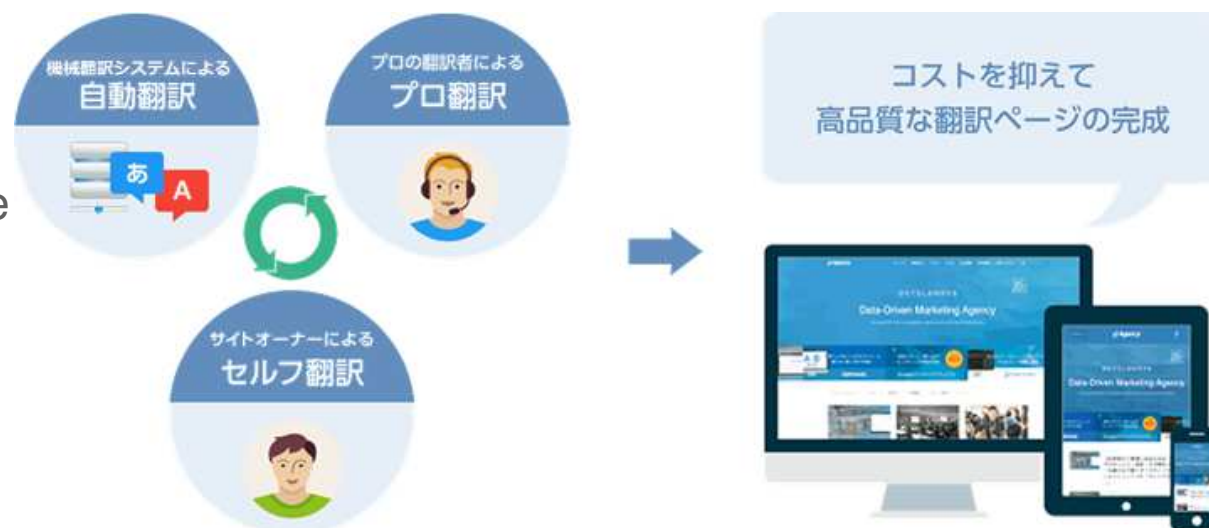 機械翻訳システムによる
自動翻訳
あ
A
プロの翻訳者による
プロ翻訳
e
サイトオーナーによる
セルフ翻訳
コストを抑えて
高品質な翻訳ページの完成
Data-Driven Marketing Agency
Data-Driven Marketing Agency